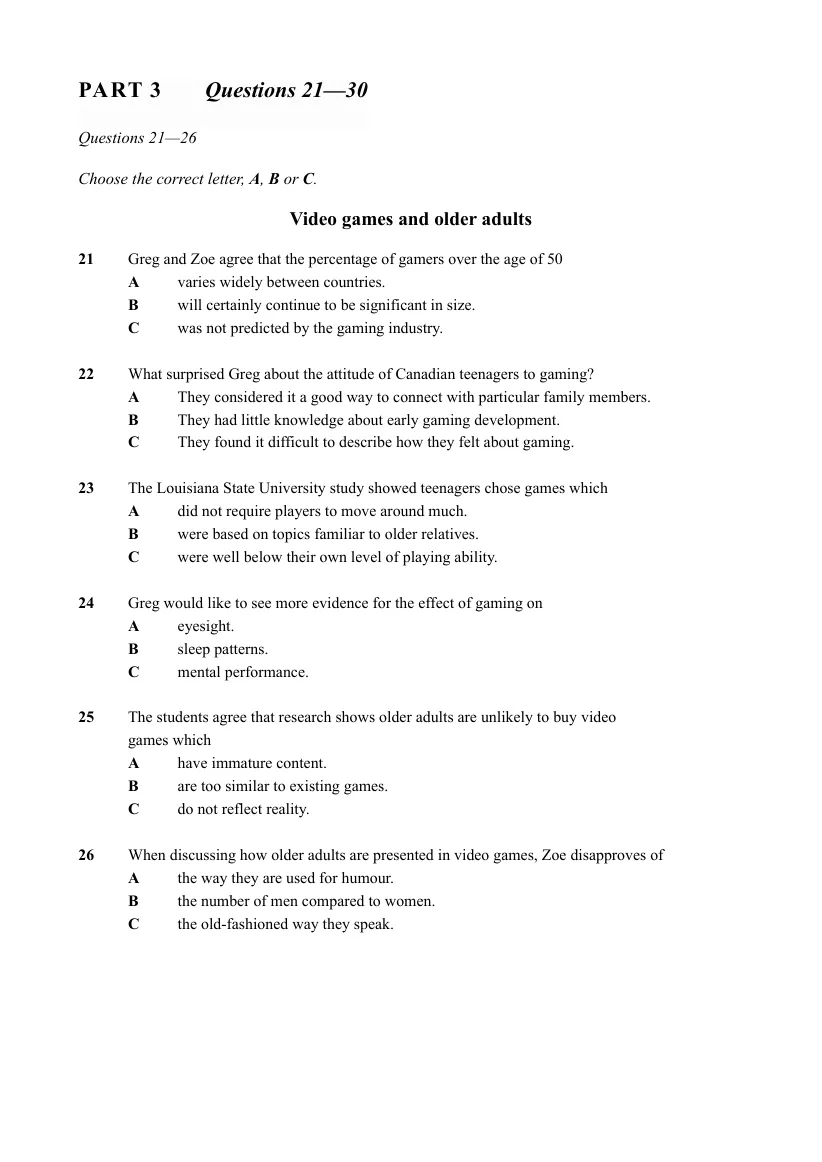 PART 3 Questions 21—30
Questions 21—26
Choose the correct letter, A, B or C.
Video games and older adults
21 Greg and Zoe agree that the percentage of gamers over the age of 50
A varies widely between countries.
B will certainly continue to be significant in size.
C was not predicted by the gaming industry.
22 What surprised Greg about the attitude of Canadian teenagers to gaming?
A They considered it a good way to connect with particular family members.
B They had little knowledge about early gaming development.
C They found it difficult to describe how they felt about gaming.
23 The Louisiana State University study showed teenagers chose games which
A did not require players to move around much.
B were based on topics familiar to older relatives.
C were well below their own level of playing ability.
24 Greg would like to see more evidence for the effect of gaming on
A eyesight.
B sleep patterns.
C mental performance.
25 The students agree that research shows older adults are unlikely to buy video
games which
A have immature content.
B are too similar to existing games.
C do not reflect reality.
26 When discussing how older adults are presented in video games, Zoe disapproves of
A the way they are used for humour.
B the number of men compared to women.
C the old-fashioned way they speak.